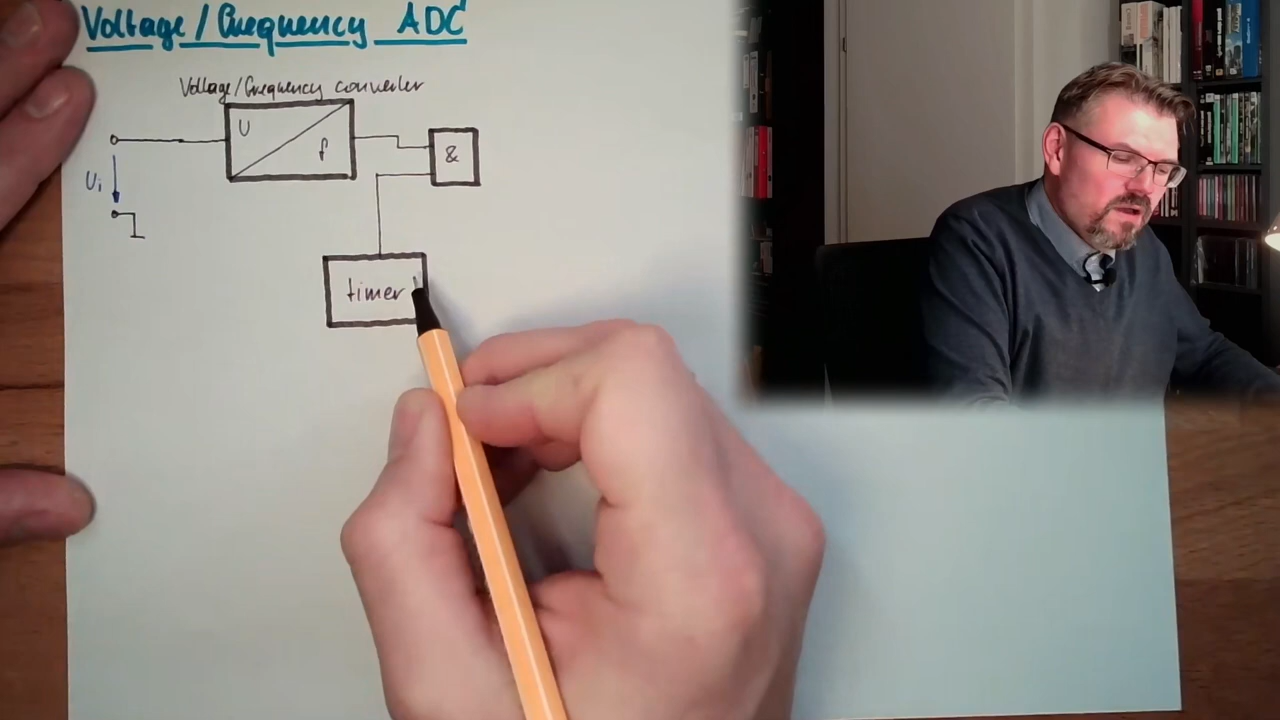 Voltage / Frequency ADC
Voltage/Frequency converter
U
f
&
Ui
timer